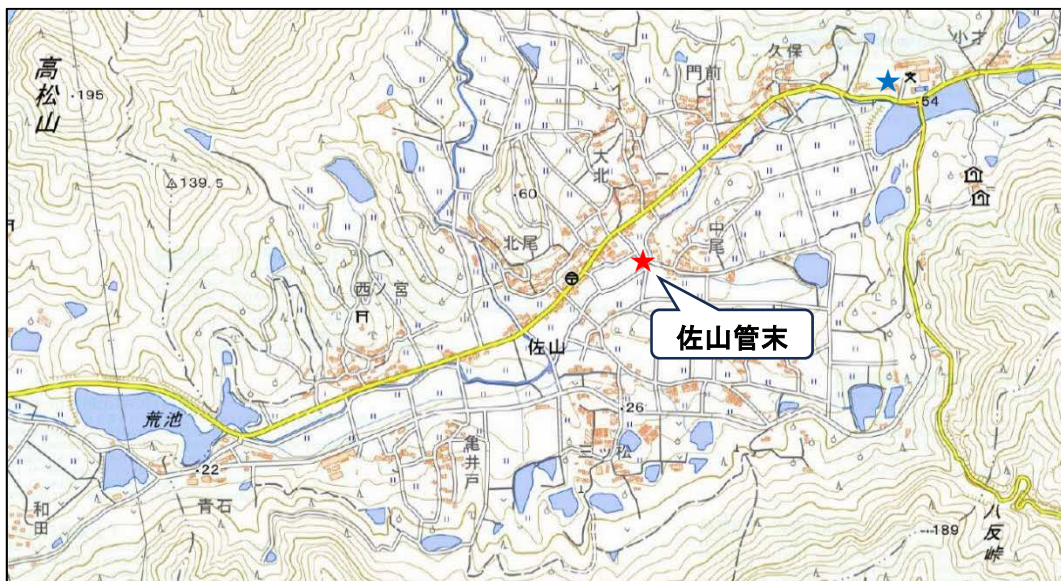 高松山
195
139.5
久保
小才
門前
54
大北
60
北尾
中尾
西ノ宮
佐山管末
佐山
荒池
26
22
亀井戸
三ッ松
青石
和田
八反峠
189